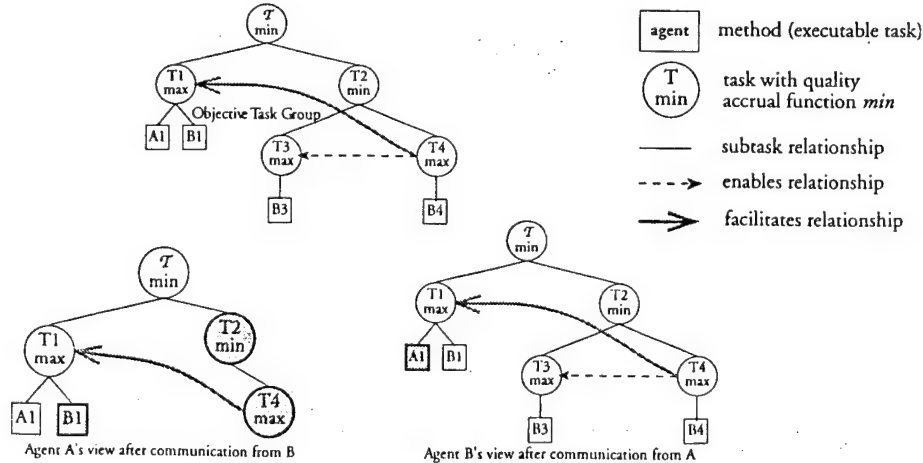 𝒯
min
T1
max
T2
min
Objective Task Group
A1
B1
T3
max
T4
max
B3
B4
agent
method (executable task)
T
min
task with quality
accrual function min
subtask relationship
enables relationship
facilitates relationship
𝒯
min
T1
max
T2
min
A1
B1
T4
max
Agent A's view after communication from B
𝒯
min
T1
max
T2
min
A1
B1
T3
max
T4
max
B3
B4
Agent B's view after communication from A